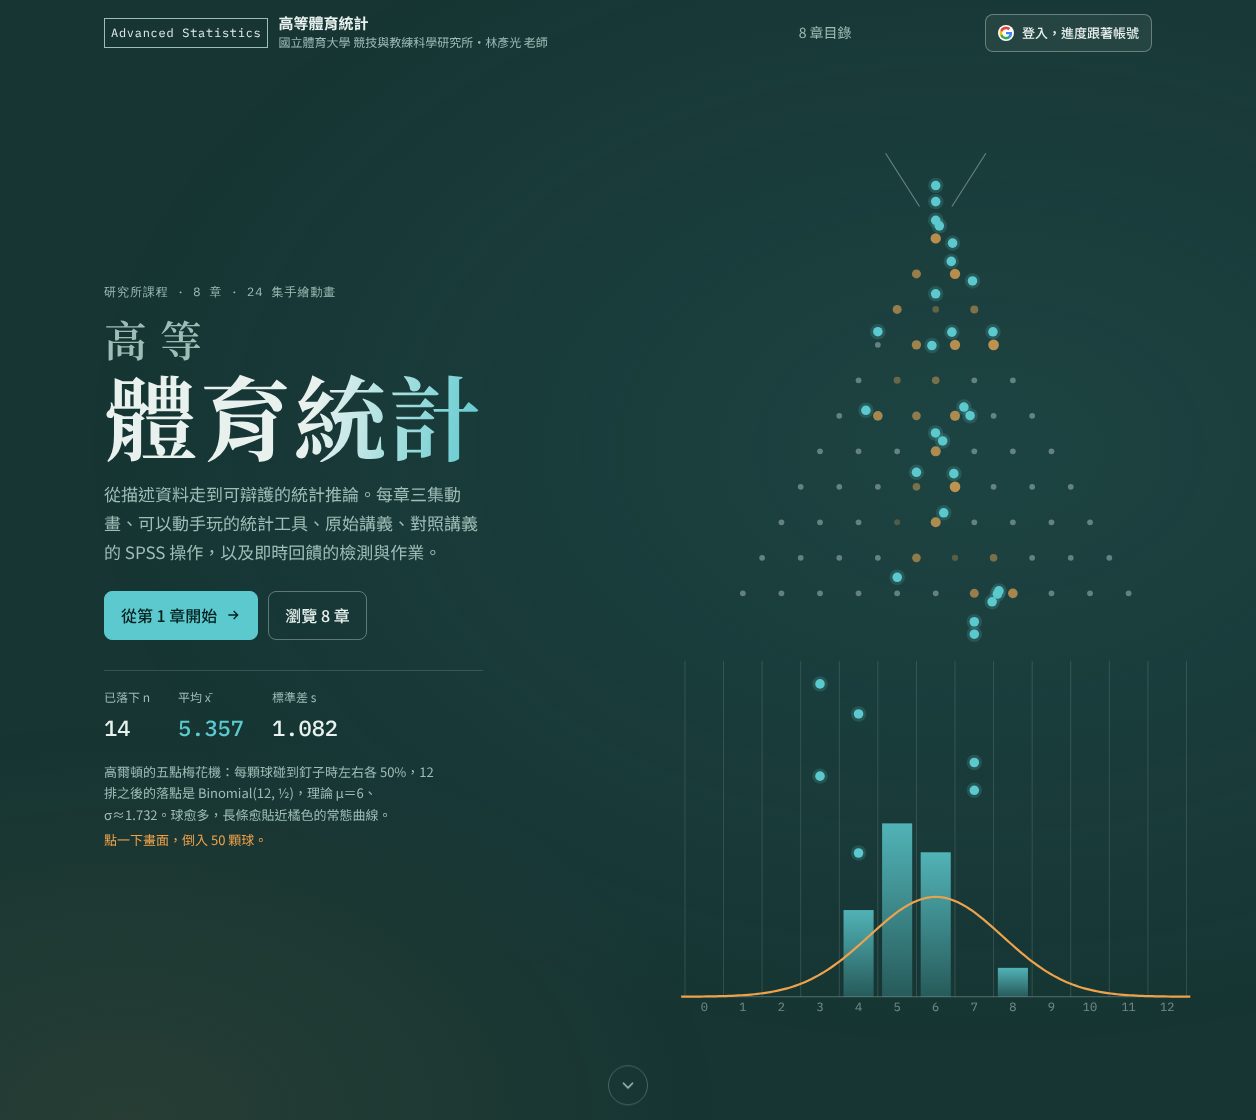 Advanced Statistics
高等體育統計
國立體育大學 競技與教練科學研究所・林彥光 老師
8 章目錄
登入，進度跟著帳號
研究所課程 · 8 章 · 24 集手繪動畫
高等
體育統計
從描述資料走到可辯護的統計推論。每章三集動
畫、可以動手玩的統計工具、原始講義、對照講義
的 SPSS 操作，以及即時回饋的檢測與作業。
從第 1 章開始 →
瀏覽 8 章
已落下 n
平均 x̄
標準差 s
14
5.357
1.082
高爾頓的五點梅花機：每顆球碰到釘子時左右各 50%，12
排之後的落點是 Binomial(12, ½)，理論 μ＝6、
σ≈1.732。球愈多，長條愈貼近橘色的常態曲線。
點一下畫面，倒入 50 顆球。
0 1 2 3 4 5 6 7 8 9 10 11 12